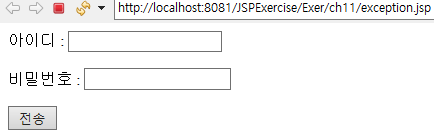 http://localhost:8081/JSPExercise/Exer/ch11/exception.jsp
아이디 :
비밀번호 :
전송